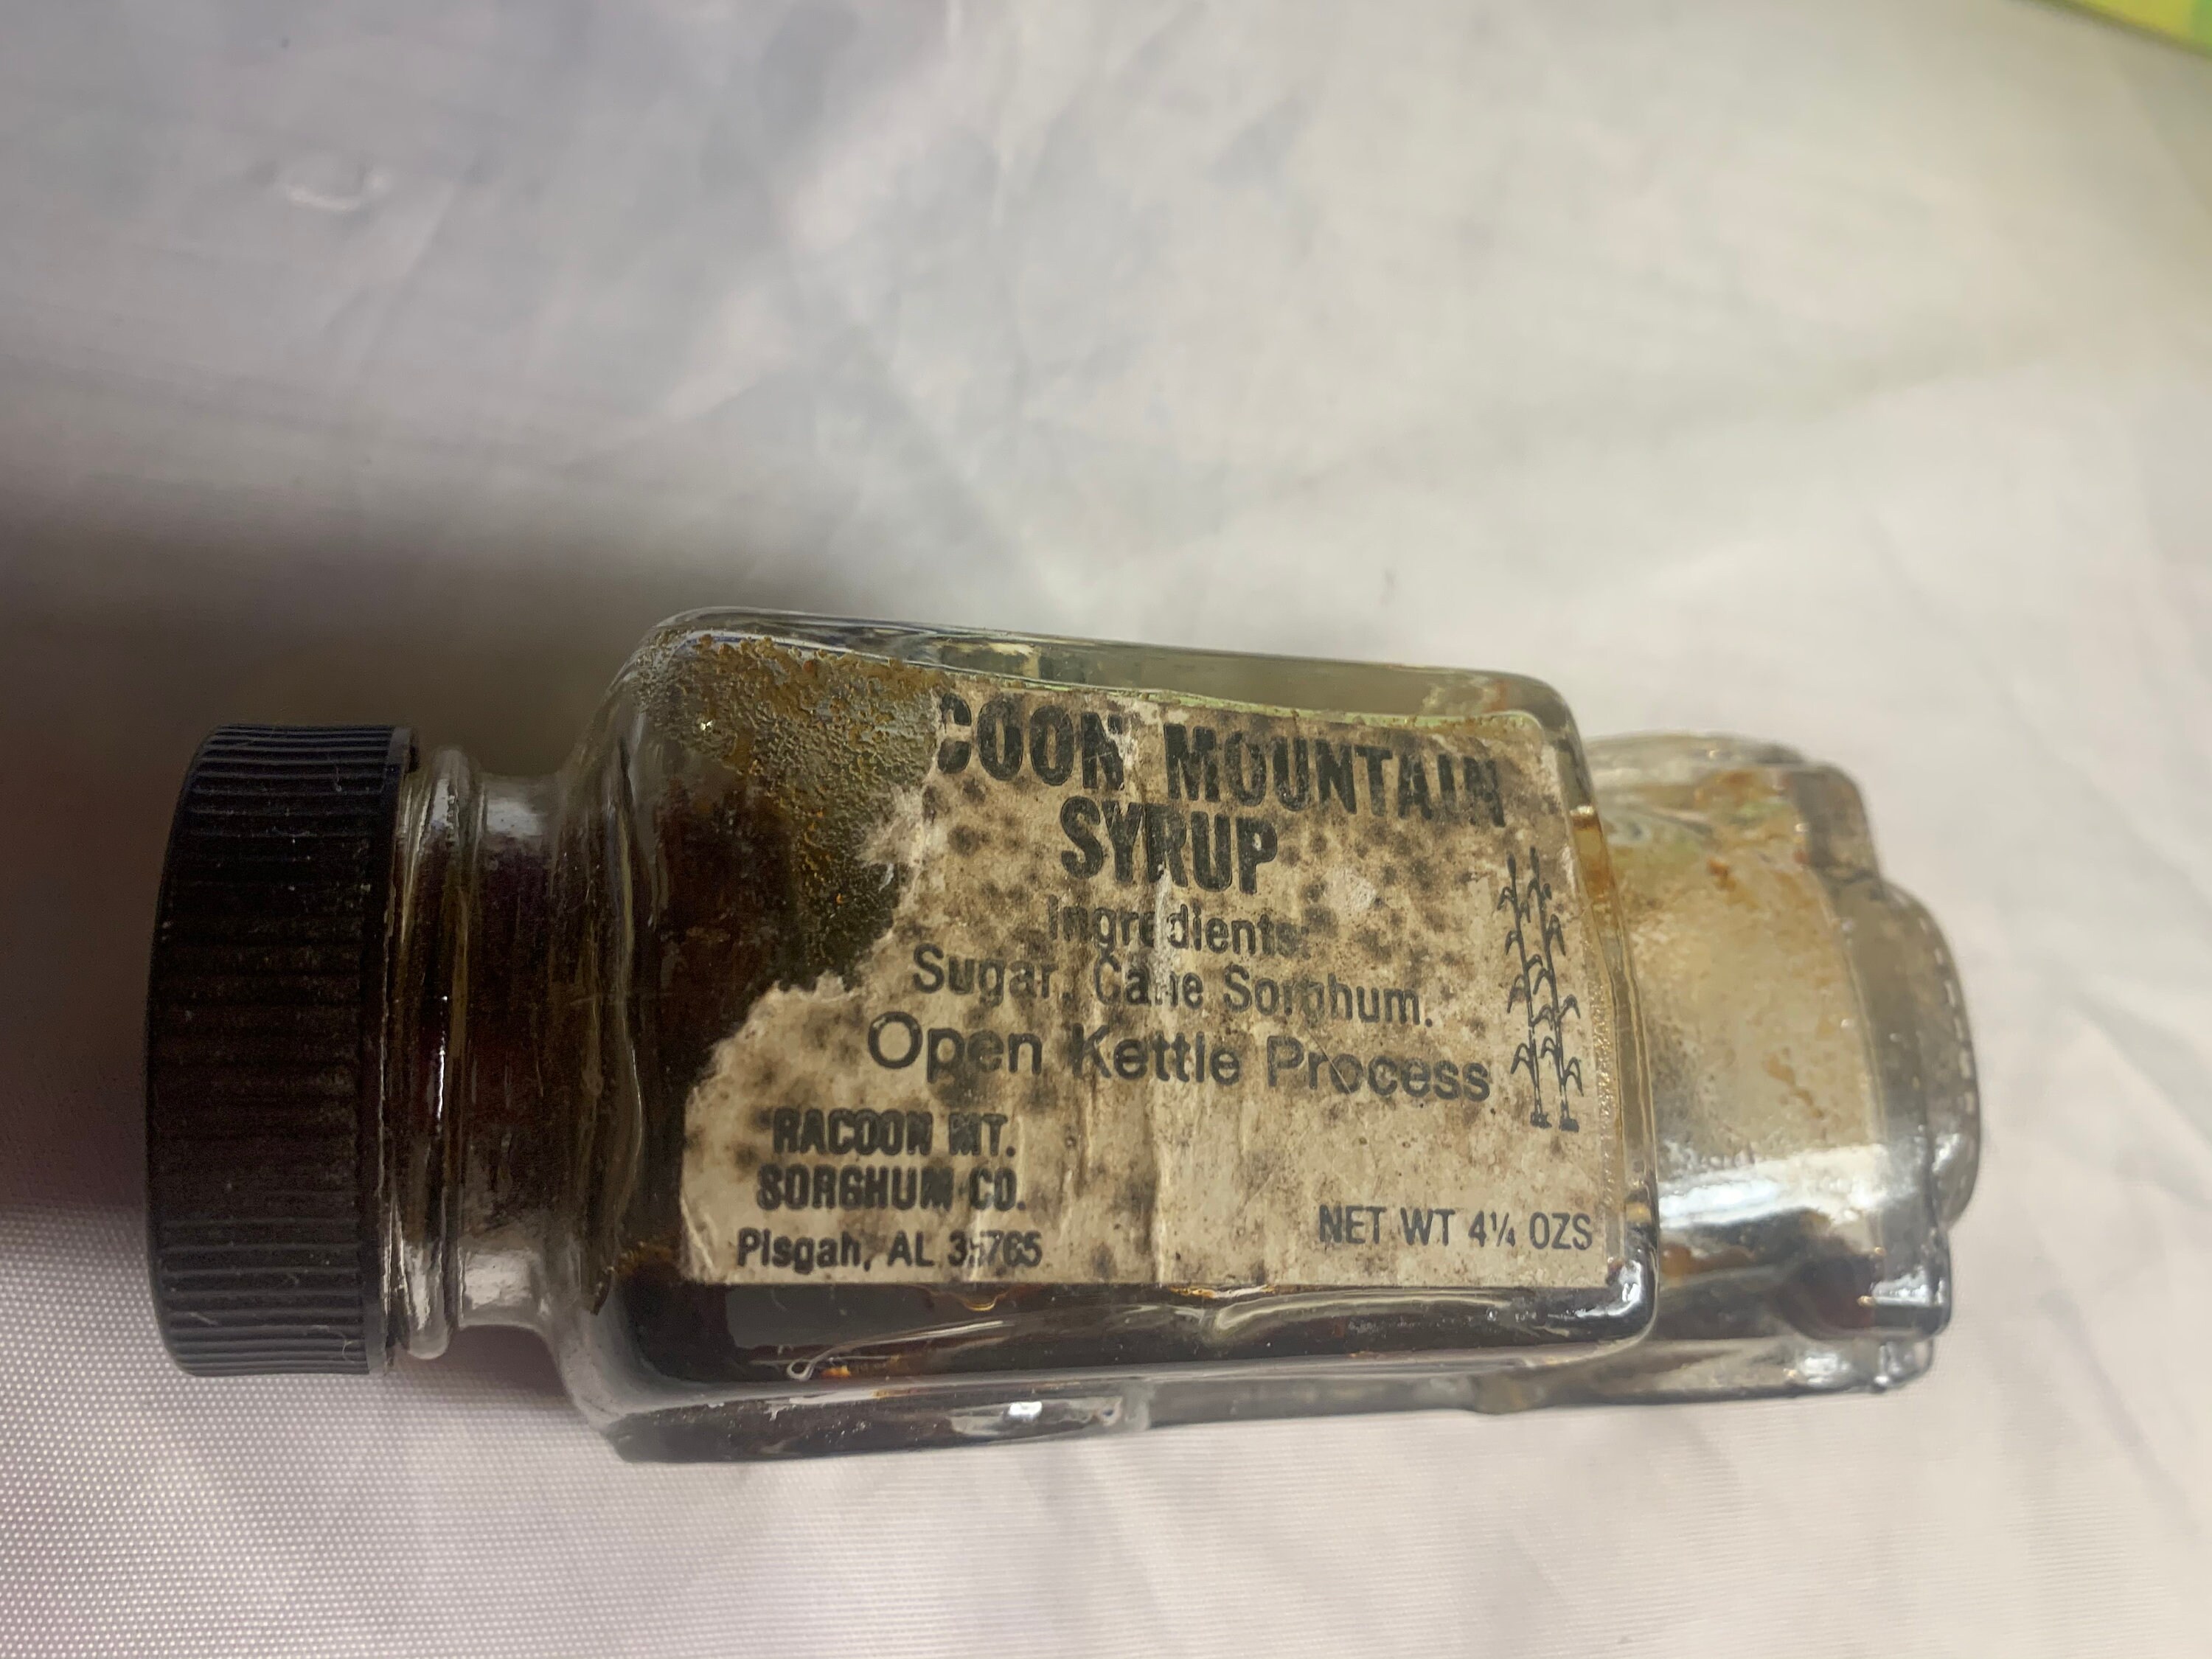 COON MOUNTAIN
SYRUP
Ingredients:
Sugar, Cane Sorghum.
Open Kettle Process
RACOON MT.
SORGHUM CO.
Pisgah, AL 35765
NET WT 4¼ OZS